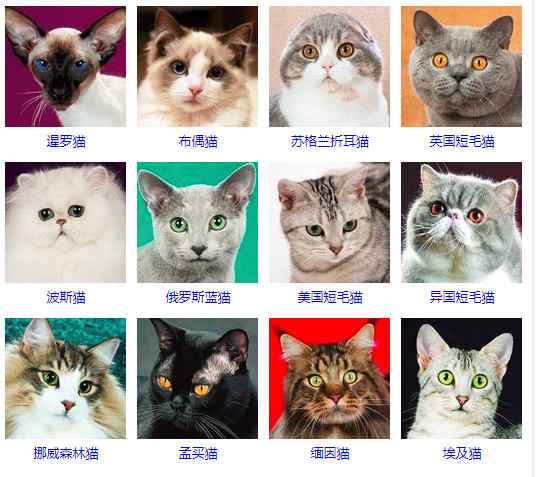 暹罗猫 布偶猫 苏格兰折耳猫 英国短毛猫
波斯猫 俄罗斯蓝猫 美国短毛猫 异国短毛猫
挪威森林猫 孟买猫 缅因猫 埃及猫